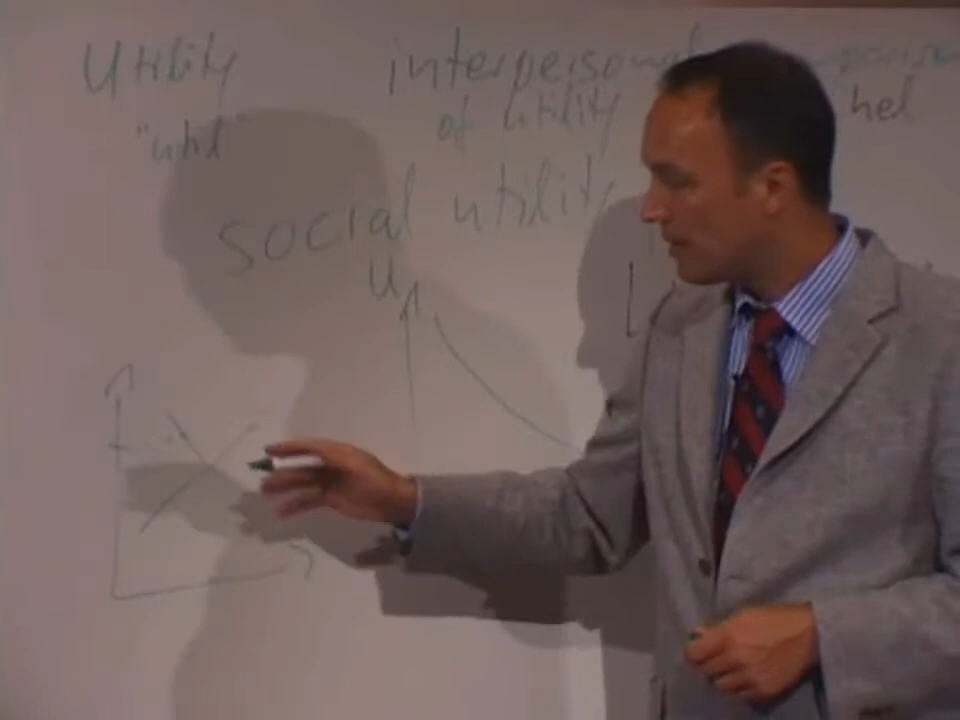 Utility
"util"
interpersonal
of utility
hel
social utility
U